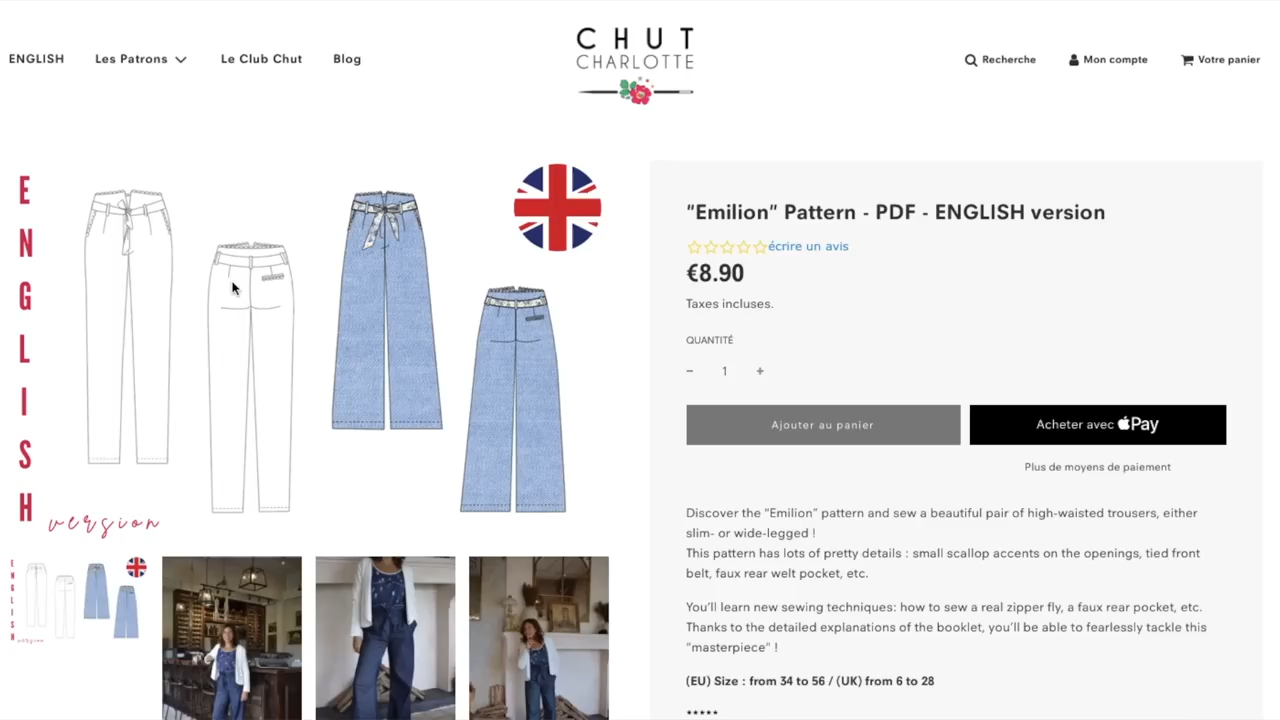 ENGLISH
Les Patrons
Le Club Chut
Blog
CHUT
CHARLOTTE
Recherche
Mon compte
Votre panier
ENGLISH
version
"Emilion" Pattern - PDF - ENGLISH version
écrire un avis
€8.90
Taxes incluses.
QUANTITÉ
− 1 +
Ajouter au panier
Acheter avec Pay
Plus de moyens de paiement
Discover the "Emilion" pattern and sew a beautiful pair of high-waisted trousers, either
slim- or wide-legged !
This pattern has lots of pretty details : small scallop accents on the openings, tied front
belt, faux rear welt pocket, etc.
You'll learn new sewing techniques: how to sew a real zipper fly, a faux rear pocket, etc.
Thanks to the detailed explanations of the booklet, you'll be able to fearlessly tackle this
"masterpiece" !
(EU) Size : from 34 to 56 / (UK) from 6 to 28
*****
ENGLISH
version